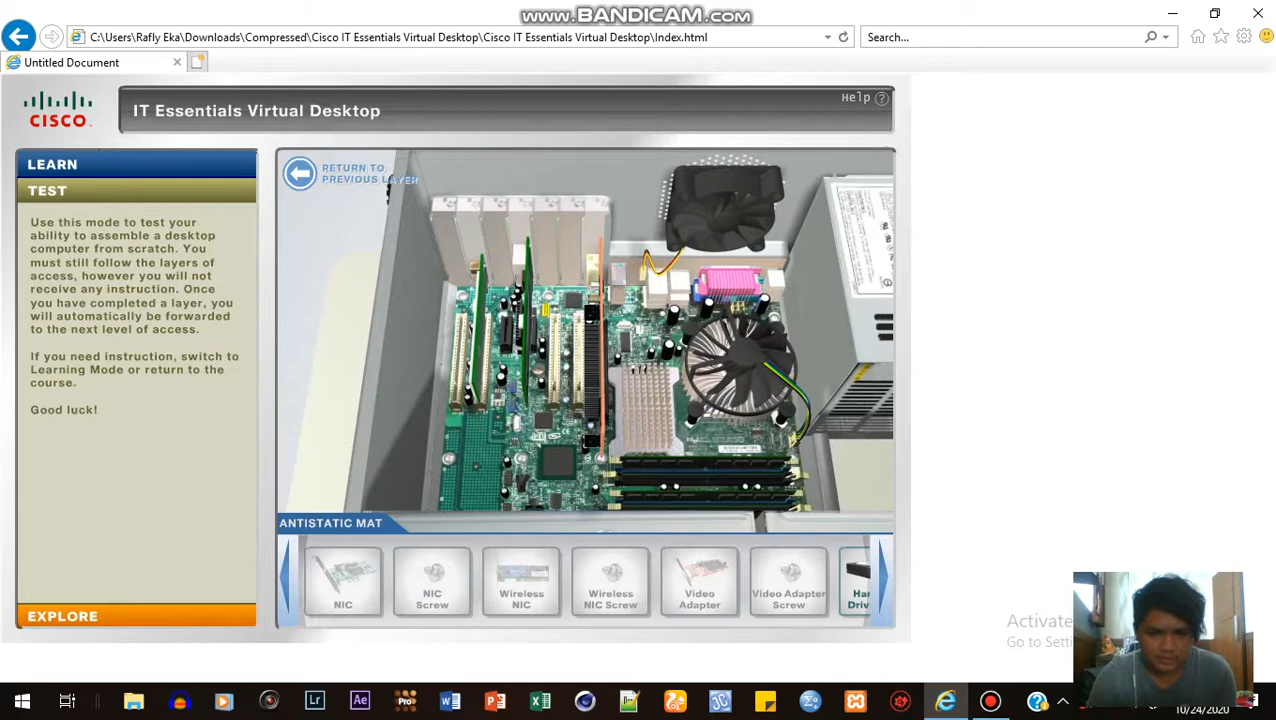 www.BANDICAM.com
C:\Users\Rafly Eka\Downloads\Compressed\Cisco IT Essentials Virtual Desktop\Cisco IT Essentials Virtual Desktop\Index.html
Search...
Untitled Document
CISCO
IT Essentials Virtual Desktop
Help
LEARN
TEST
Use this mode to test your
ability to assemble a desktop
computer from scratch. You
must still follow the layers of
access, however you will not
receive any instruction. Once
you have completed a layer, you
will automatically be forwarded
to the next level of access.
If you need instruction, switch to
Learning Mode or return to the
course.
Good luck!
EXPLORE
RETURN TO
PREVIOUS LAYER
ANTISTATIC MAT
NIC
NIC
Screw
Wireless
NIC
Wireless
NIC Screw
Video
Adapter
Video Adapter
Screw
Activate
Go to Setti
Lr
Ae
Pro
10/24/2020